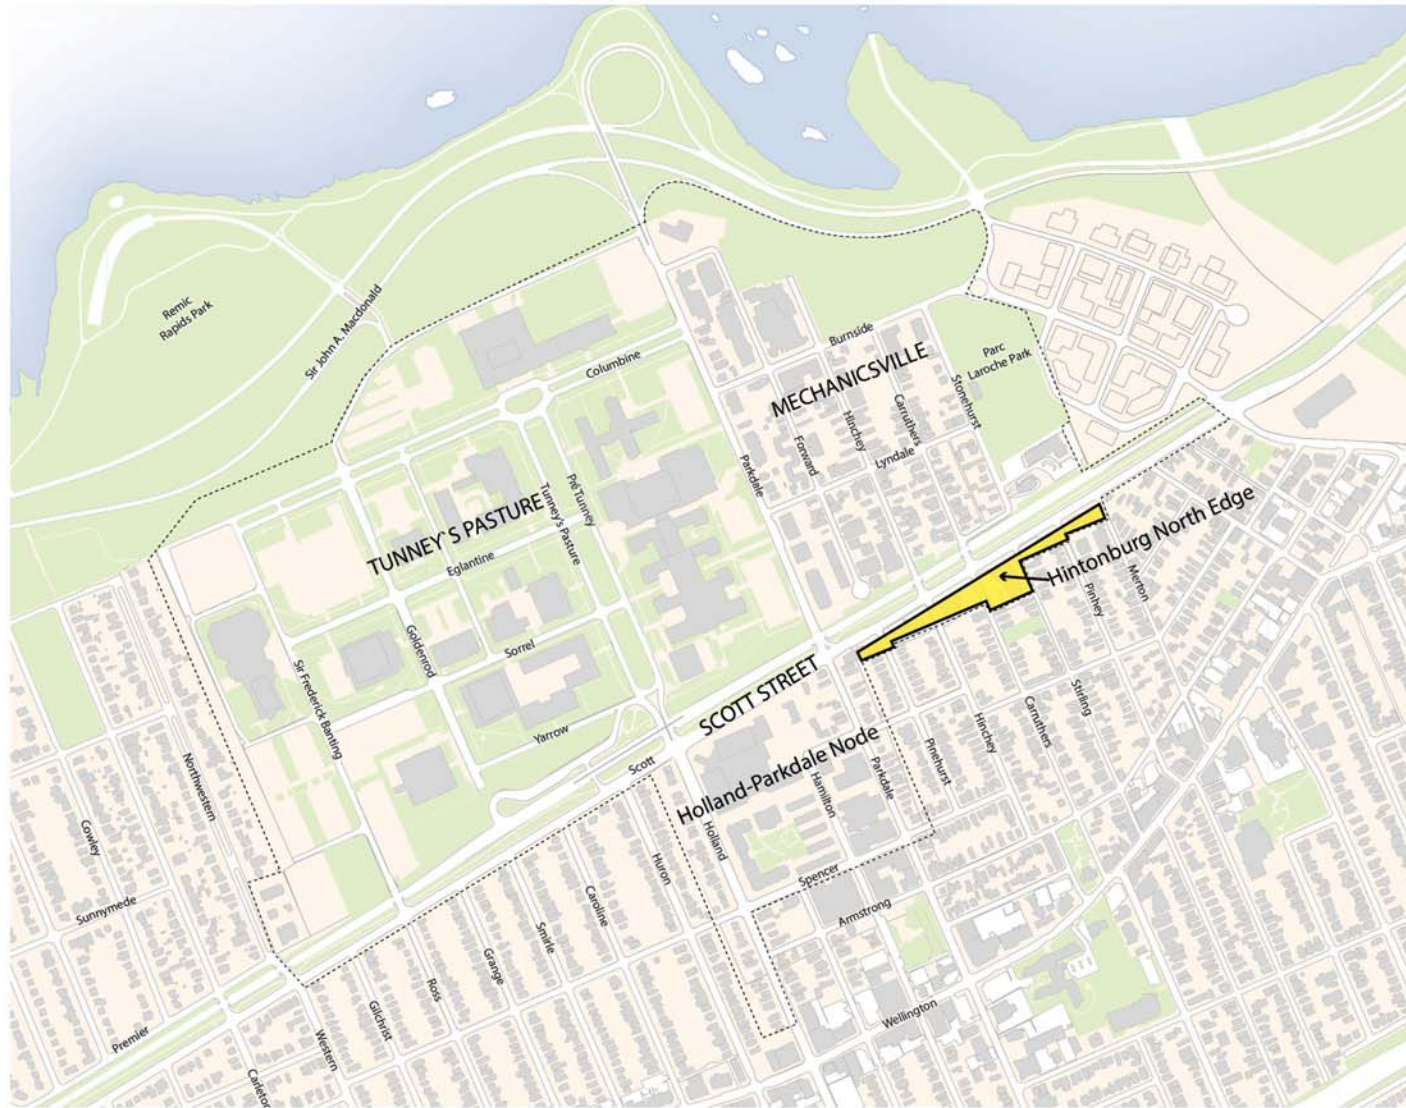 Remic
Rapids Park
Sir John A. Macdonald
Columbine
Burnside
MECHANICSVILLE
Parc
Laroche Park
Stonehurst
Carruthers
Hinchey
Forward
Lyndale
Parkdale
TUNNEY'S PASTURE
Tunney's Pasture
Pré Tunney
Eglantine
Goldenrod
Sorrel
Sir Frederick Banting
Yarrow
Hintonburg North Edge
Merton
Pinhey
Stirling
Carruthers
Hinchey
Pinehurst
SCOTT STREET
Scott
Holland-Parkdale Node
Parkdale
Hamilton
Holland
Spencer
Armstrong
Wellington
Huron
Caroline
Smirle
Grange
Ross
Gilchrist
Western
Carleton
Premier
Northwestern
Cowley
Sunnymede